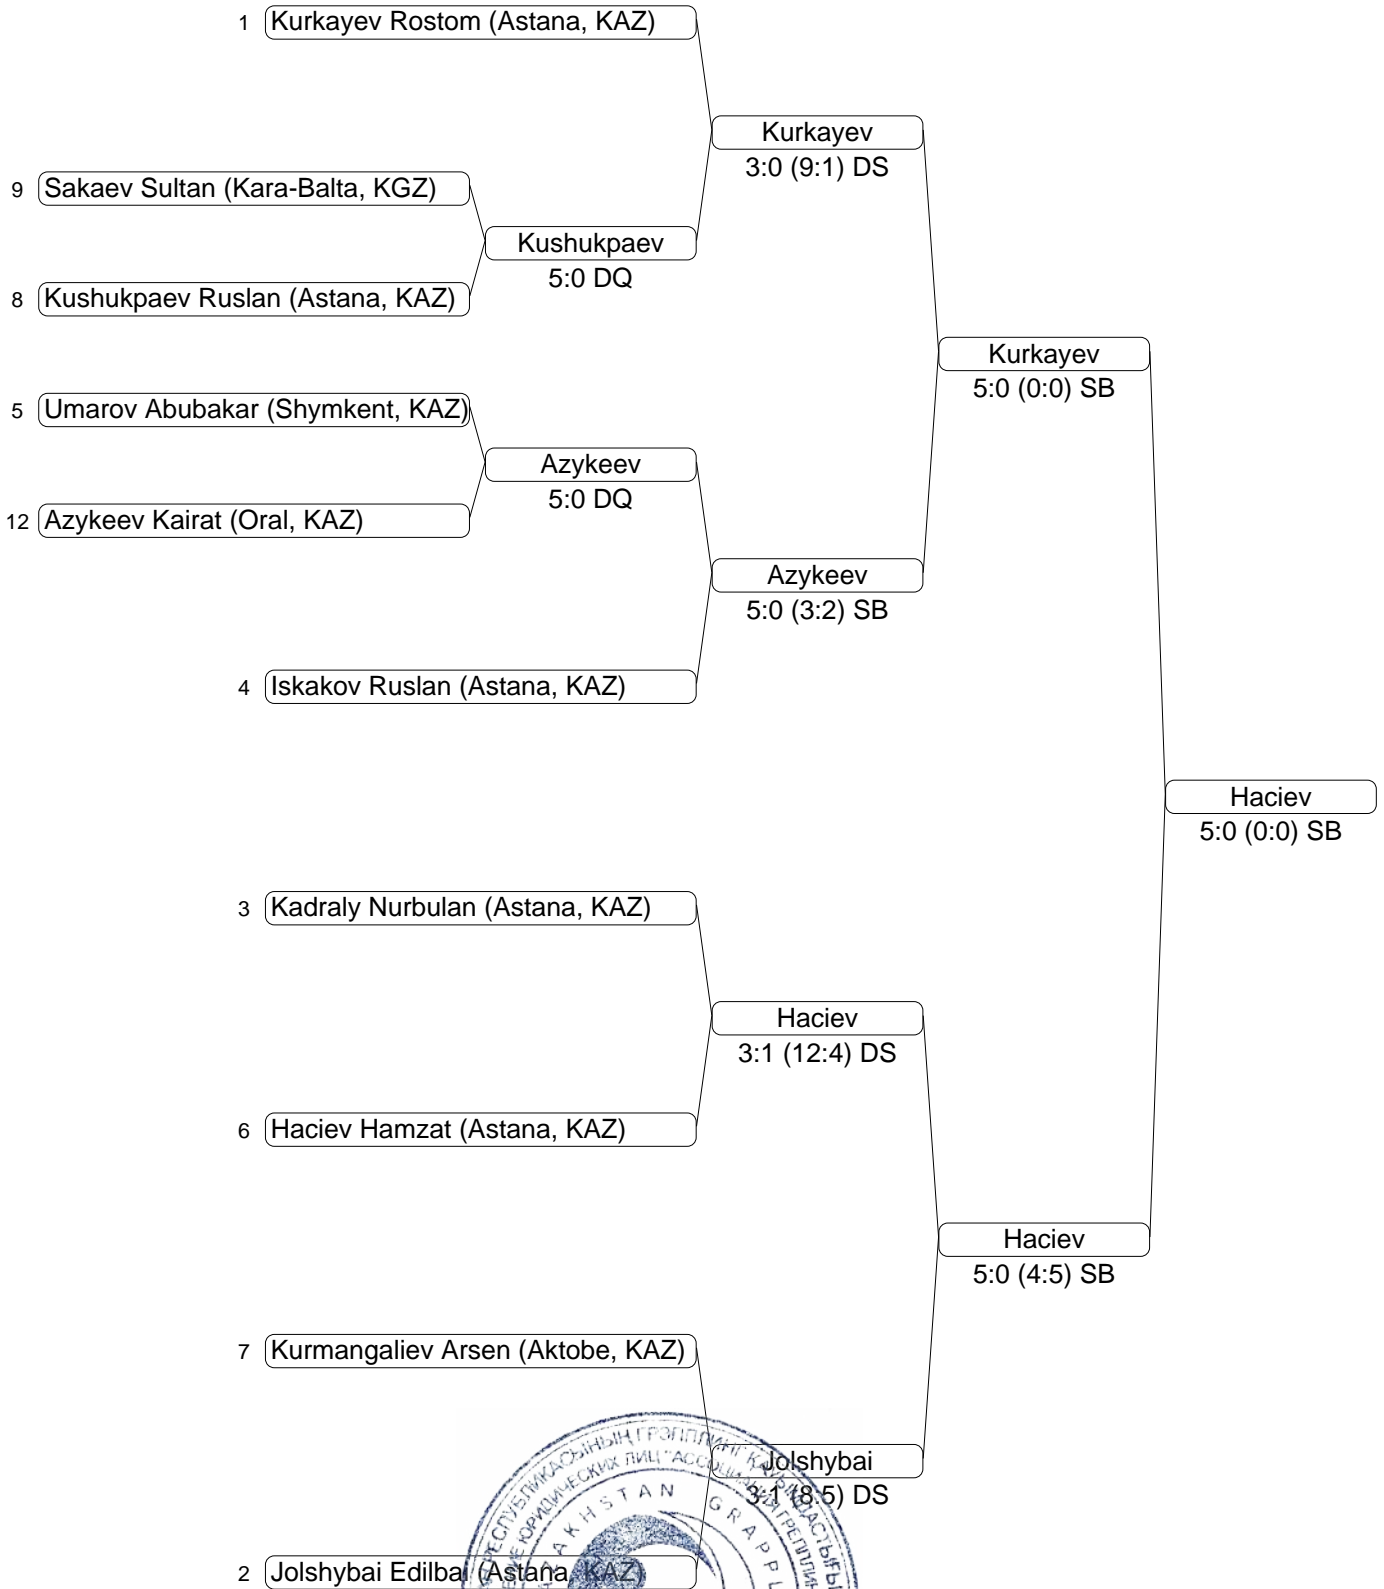 1 Kurkayev Rostom (Astana, KAZ)
Kurkayev
3:0 (9:1) DS
9 Sakaev Sultan (Kara-Balta, KGZ)
Kushukpaev
5:0 DQ
8 Kushukpaev Ruslan (Astana, KAZ)
Kurkayev
5:0 (0:0) SB
5 Umarov Abubakar (Shymkent, KAZ)
Azykeev
5:0 DQ
12 Azykeev Kairat (Oral, KAZ)
Azykeev
5:0 (3:2) SB
4 Iskakov Ruslan (Astana, KAZ)
Haciev
5:0 (0:0) SB
3 Kadraly Nurbulan (Astana, KAZ)
Haciev
3:1 (12:4) DS
6 Haciev Hamzat (Astana, KAZ)
Haciev
5:0 (4:5) SB
7 Kurmangaliev Arsen (Aktobe, KAZ)
Jolshybai
3:1 (8:5) DS
2 Jolshybai Edilbai (Astana, KAZ)